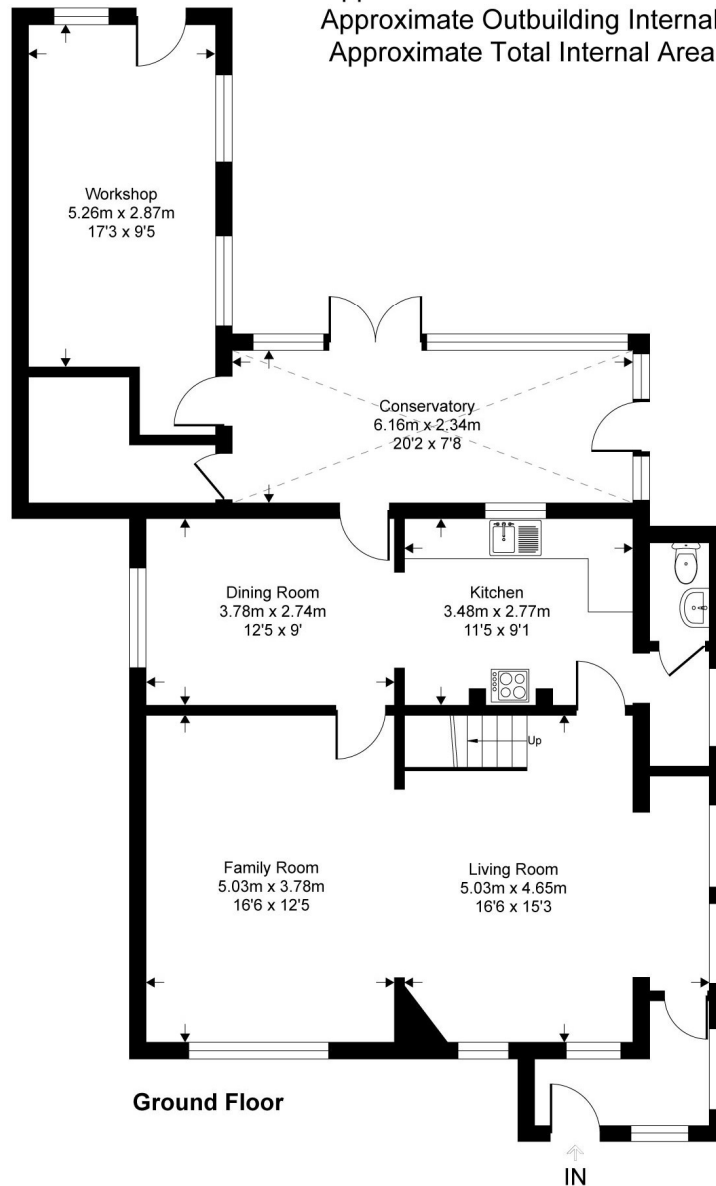 Approximate Outbuilding Internal
Approximate Total Internal Area
Workshop
5.26m x 2.87m
17'3 x 9'5
Conservatory
6.16m x 2.34m
20'2 x 7'8
Dining Room
3.78m x 2.74m
12'5 x 9'
Kitchen
3.48m x 2.77m
11'5 x 9'1
Up
Family Room
5.03m x 3.78m
16'6 x 12'5
Living Room
5.03m x 4.65m
16'6 x 15'3
Ground Floor
IN